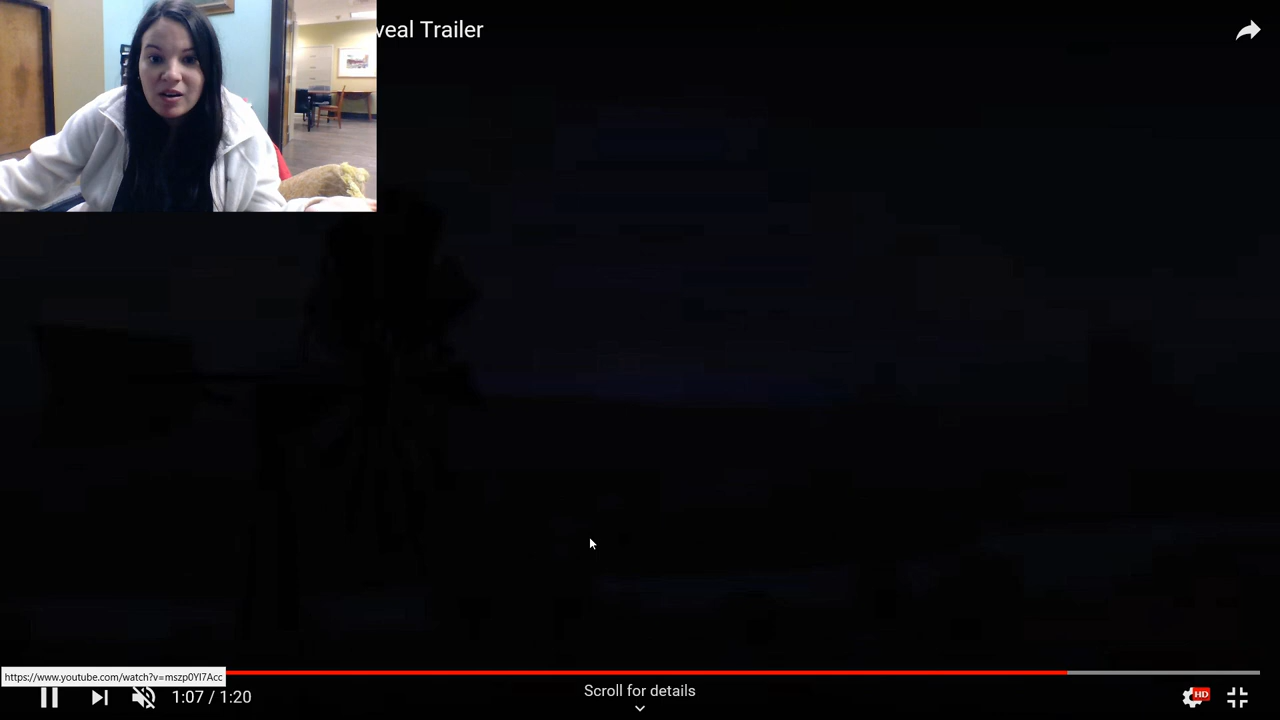 veal Trailer
https://www.youtube.com/watch?v=mszp0Yl7Acc
1:07 / 1:20
Scroll for details
HD